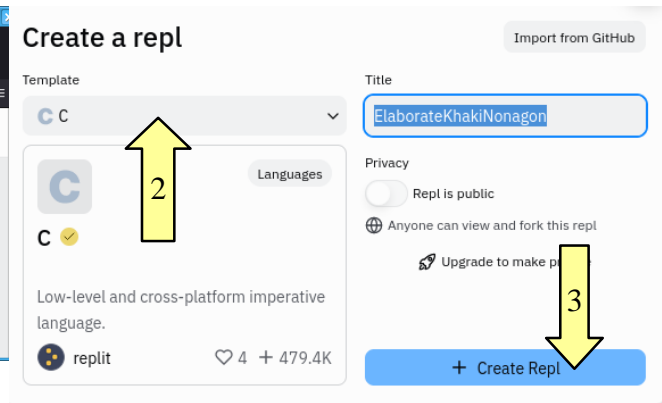 Create a repl
Import from GitHub
Template
C C
2
C
Languages
C
Low-level and cross-platform imperative
language.
replit
4 + 479.4K
Title
ElaborateKhakiNonagon
Privacy
Repl is public
Anyone can view and fork this repl
Upgrade to make
3
+ Create Repl